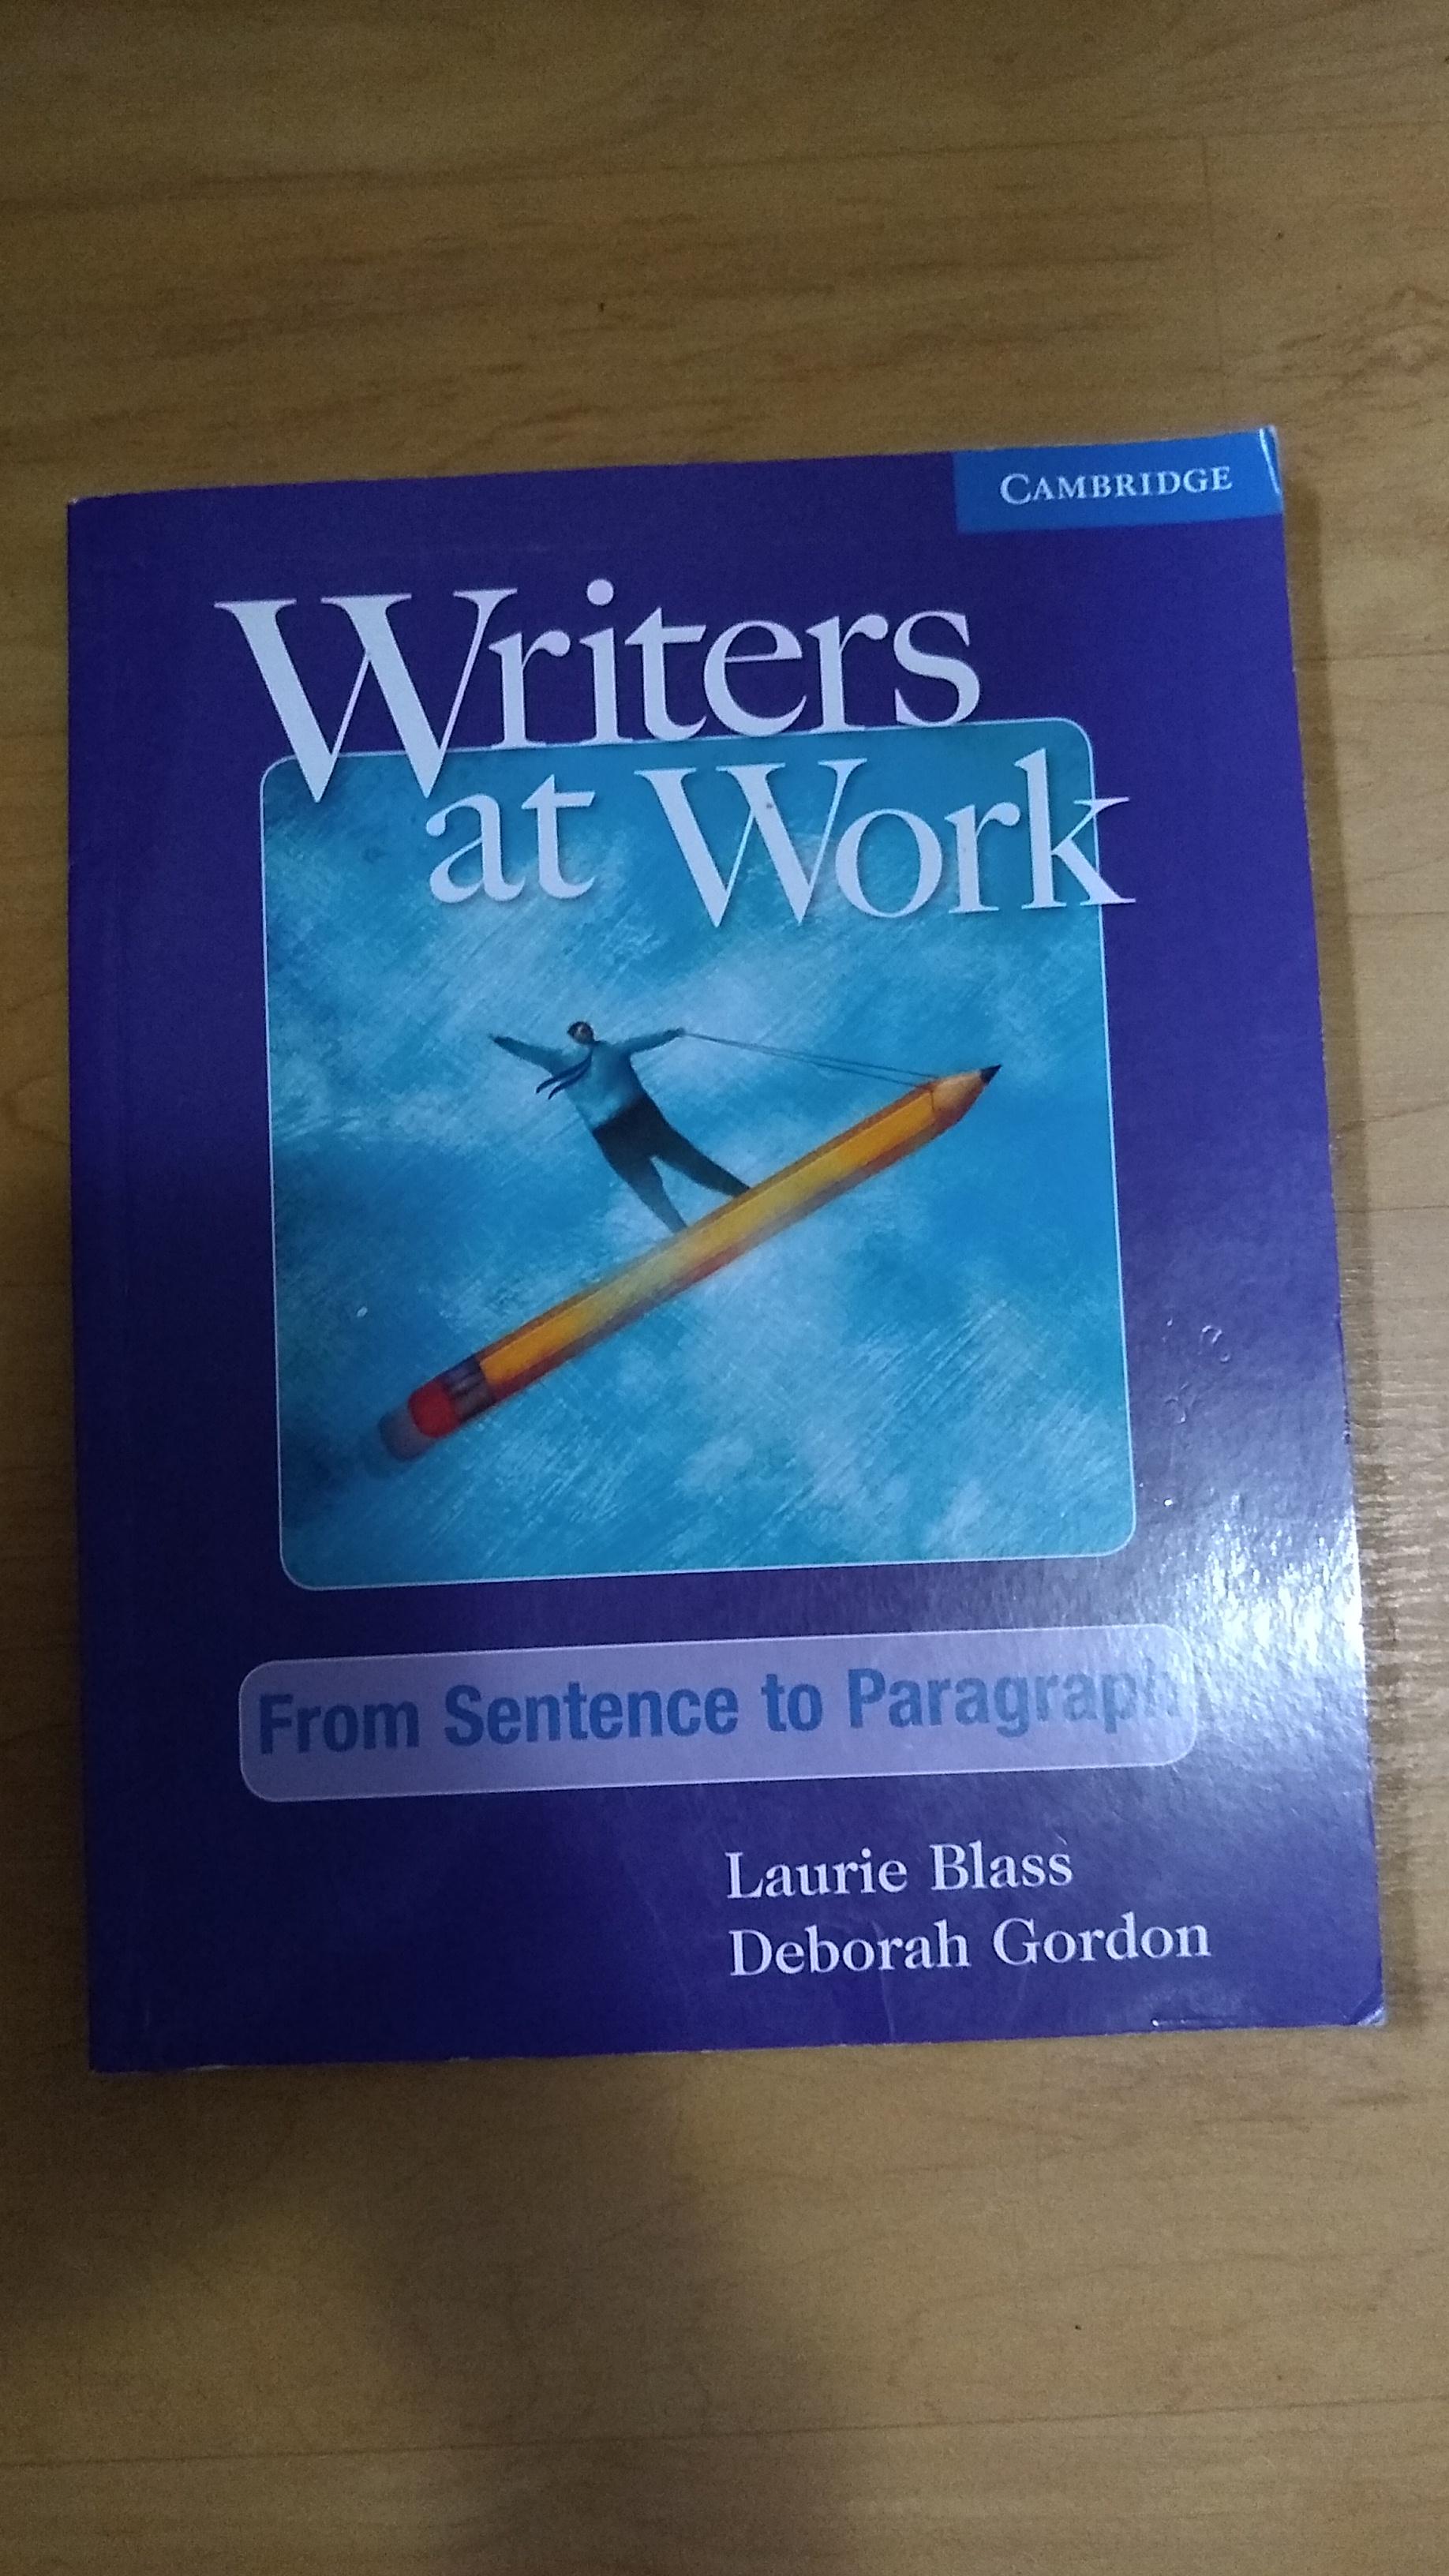 CAMBRIDGE
Writers
at Work
From Sentence to Paragraph
Laurie Blass
Deborah Gordon